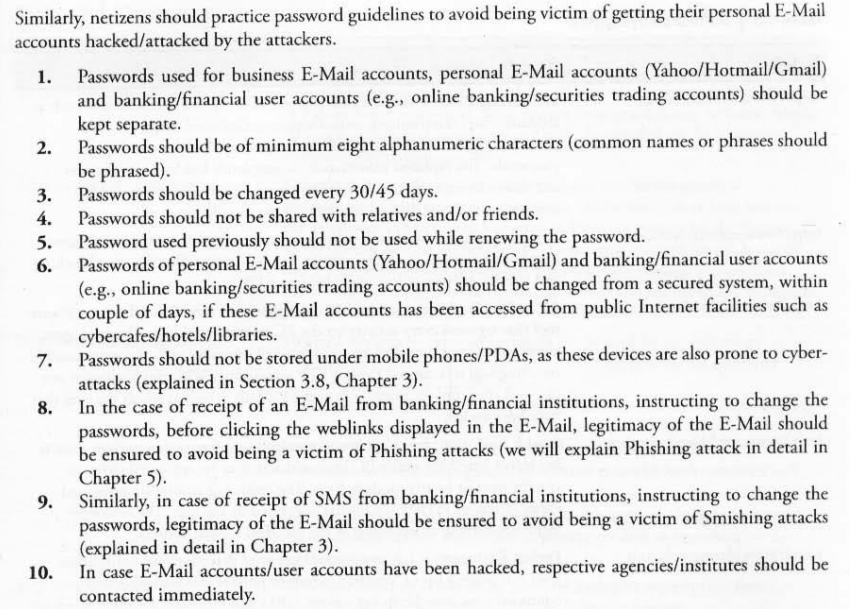 Similarly, netizens should practice password guidelines to avoid being victim of getting their personal E-Mail
accounts hacked/attacked by the attackers.
1. Passwords used for business E-Mail accounts, personal E-Mail accounts (Yahoo/Hotmail/Gmail)
and banking/financial user accounts (e.g., online banking/securities trading accounts) should be
kept separate.
2. Passwords should be of minimum eight alphanumeric characters (common names or phrases should
be phrased).
3. Passwords should be changed every 30/45 days.
4. Passwords should not be shared with relatives and/or friends.
5. Password used previously should not be used while renewing the password.
6. Passwords of personal E-Mail accounts (Yahoo/Hotmail/Gmail) and banking/financial user accounts
(e.g., online banking/securities trading accounts) should be changed from a secured system, within
couple of days, if these E-Mail accounts has been accessed from public Internet facilities such as
cybercafes/hotels/libraries.
7. Passwords should not be stored under mobile phones/PDAs, as these devices are also prone to cyber-
attacks (explained in Section 3.8, Chapter 3).
8. In the case of receipt of an E-Mail from banking/financial institutions, instructing to change the
passwords, before clicking the weblinks displayed in the E-Mail, legitimacy of the E-Mail should
be ensured to avoid being a victim of Phishing attacks (we will explain Phishing attack in detail in
Chapter 5).
9. Similarly, in case of receipt of SMS from banking/financial institutions, instructing to change the
passwords, legitimacy of the E-Mail should be ensured to avoid being a victim of Smishing attacks
(explained in detail in Chapter 3).
10. In case E-Mail accounts/user accounts have been hacked, respective agencies/institutes should be
contacted immediately.